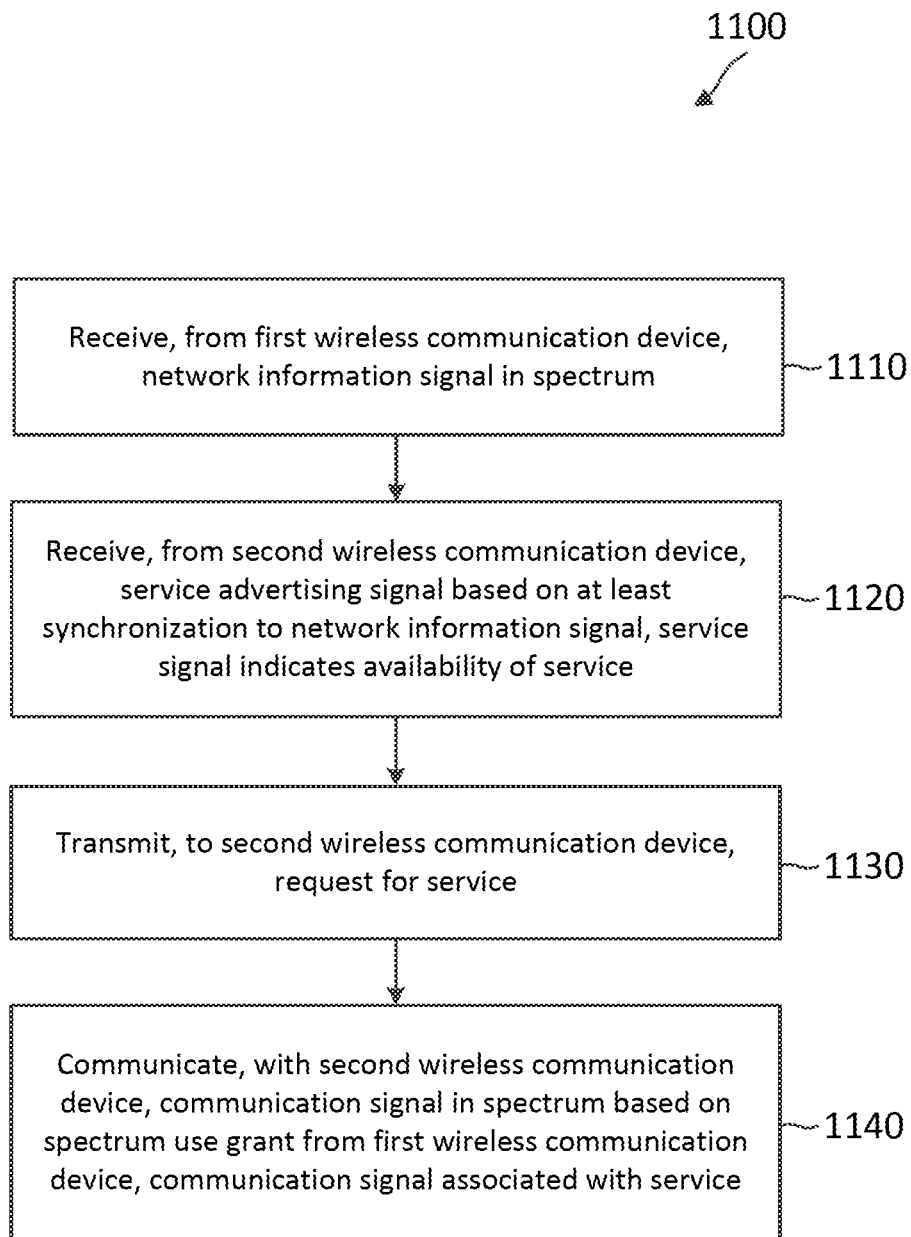 1100
Receive, from first wireless communication device,
network information signal in spectrum
1110
Receive, from second wireless communication device,
service advertising signal based on at least
synchronization to network information signal, service
signal indicates availability of service
1120
Transmit, to second wireless communication device,
request for service
1130
Communicate, with second wireless communication
device, communication signal in spectrum based on
spectrum use grant from first wireless communication
device, communication signal associated with service
1140